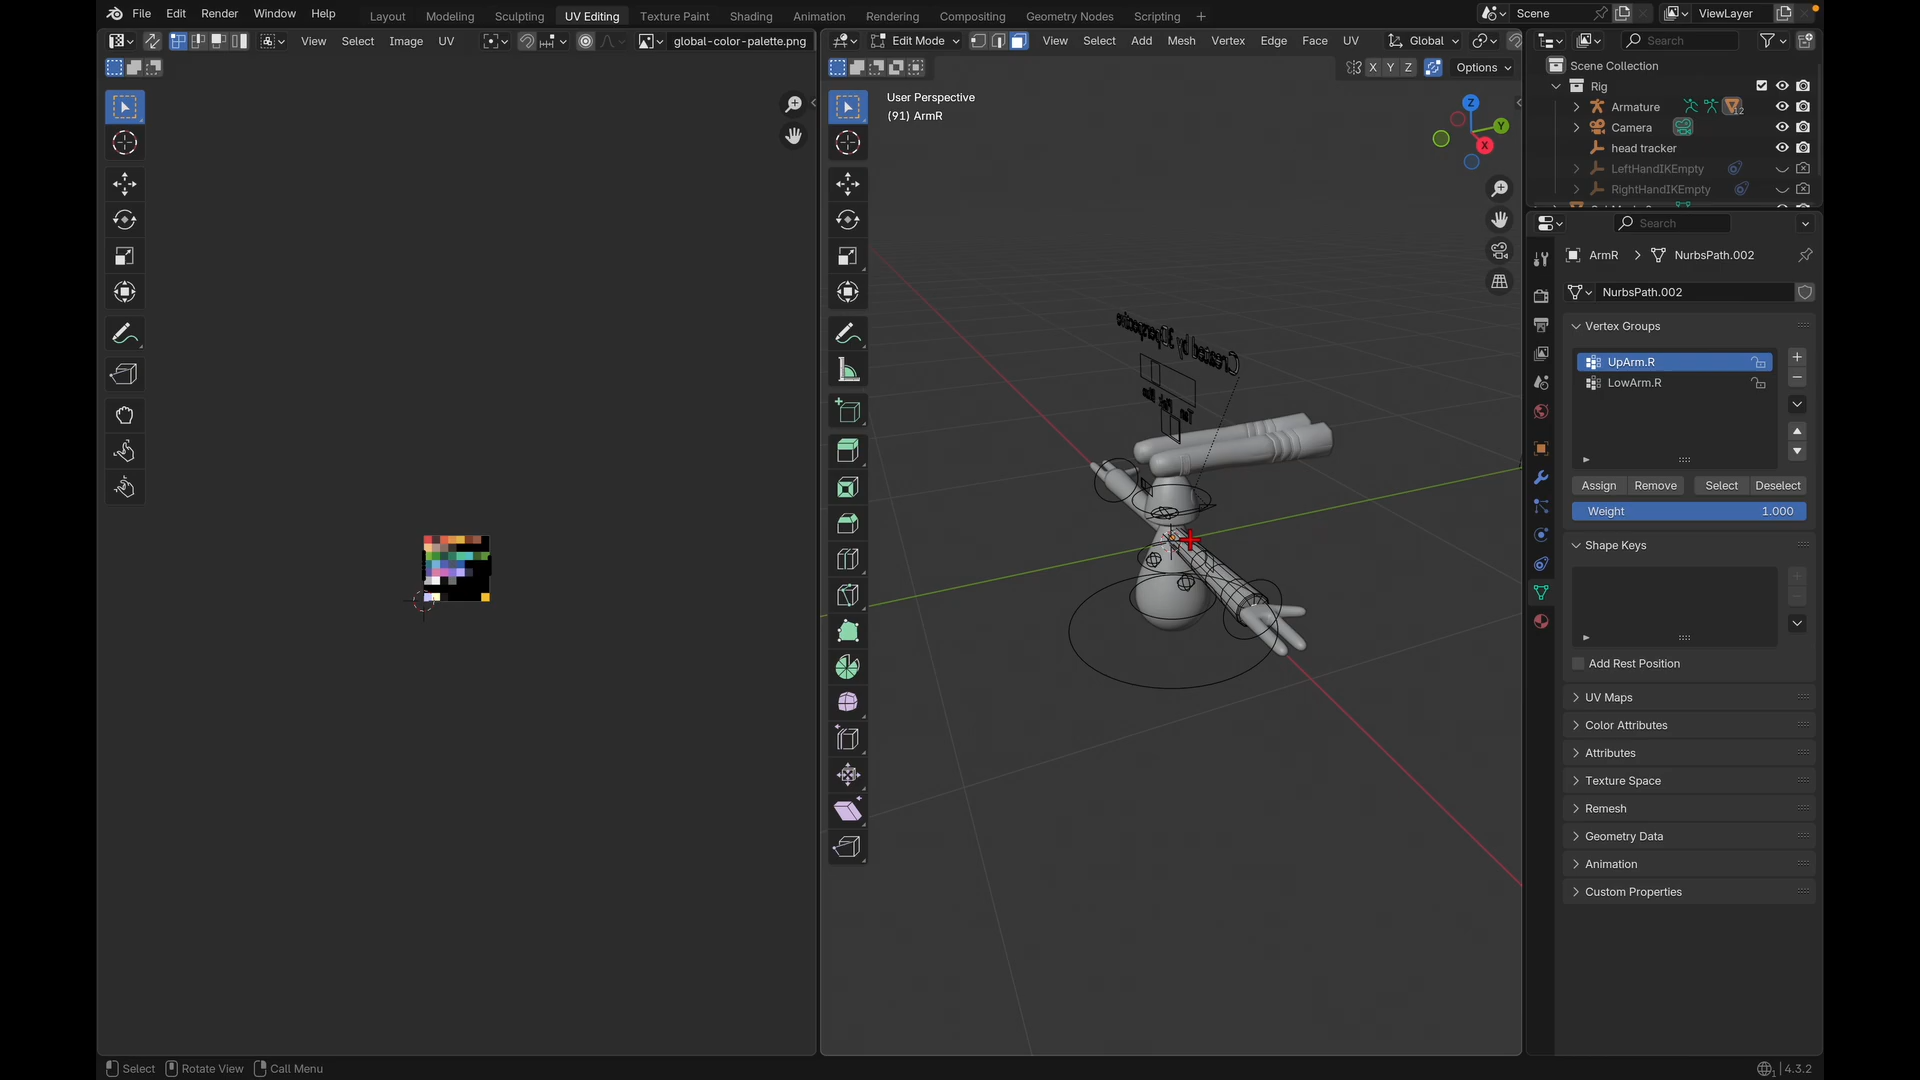 File Edit Render Window Help
Layout Modeling Sculpting UV Editing Texture Paint Shading Animation Rendering Compositing Geometry Nodes Scripting
Scene
ViewLayer
View Select Image UV
global-color-palette.png
Edit Mode
View Select Add Mesh Vertex Edge Face UV
Global
X Y Z
Options
User Perspective
(91) ArmR
Z
Y
X
Created by
Search
Scene Collection
Rig
Armature
12
Camera
head tracker
LeftHandIKEmpty
RightHandIKEmpty
Search
ArmR > NurbsPath.002
NurbsPath.002
Vertex Groups
UpArm.R
LowArm.R
Assign Remove Select Deselect
Weight 1.000
Shape Keys
Add Rest Position
UV Maps
Color Attributes
Attributes
Texture Space
Remesh
Geometry Data
Animation
Custom Properties
Select Rotate View Call Menu
1 4.3.2